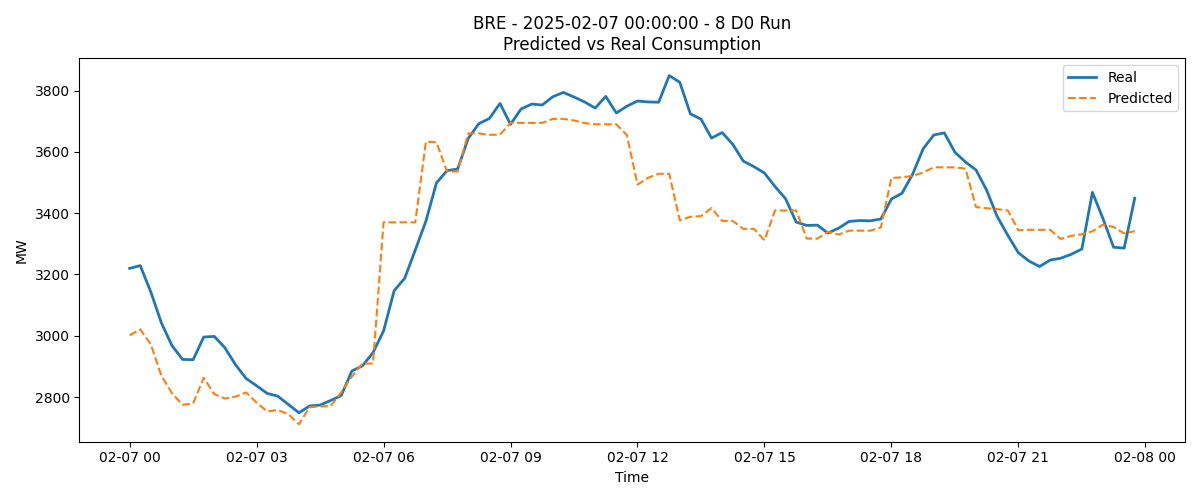 BRE - 2025-02-07 00:00:00 - 8 D0 Run
Predicted vs Real Consumption
Real
Predicted
MW
3800
3600
3400
3200
3000
2800
02-07 00
02-07 03
02-07 06
02-07 09
02-07 12
02-07 15
02-07 18
02-07 21
02-08 00
Time